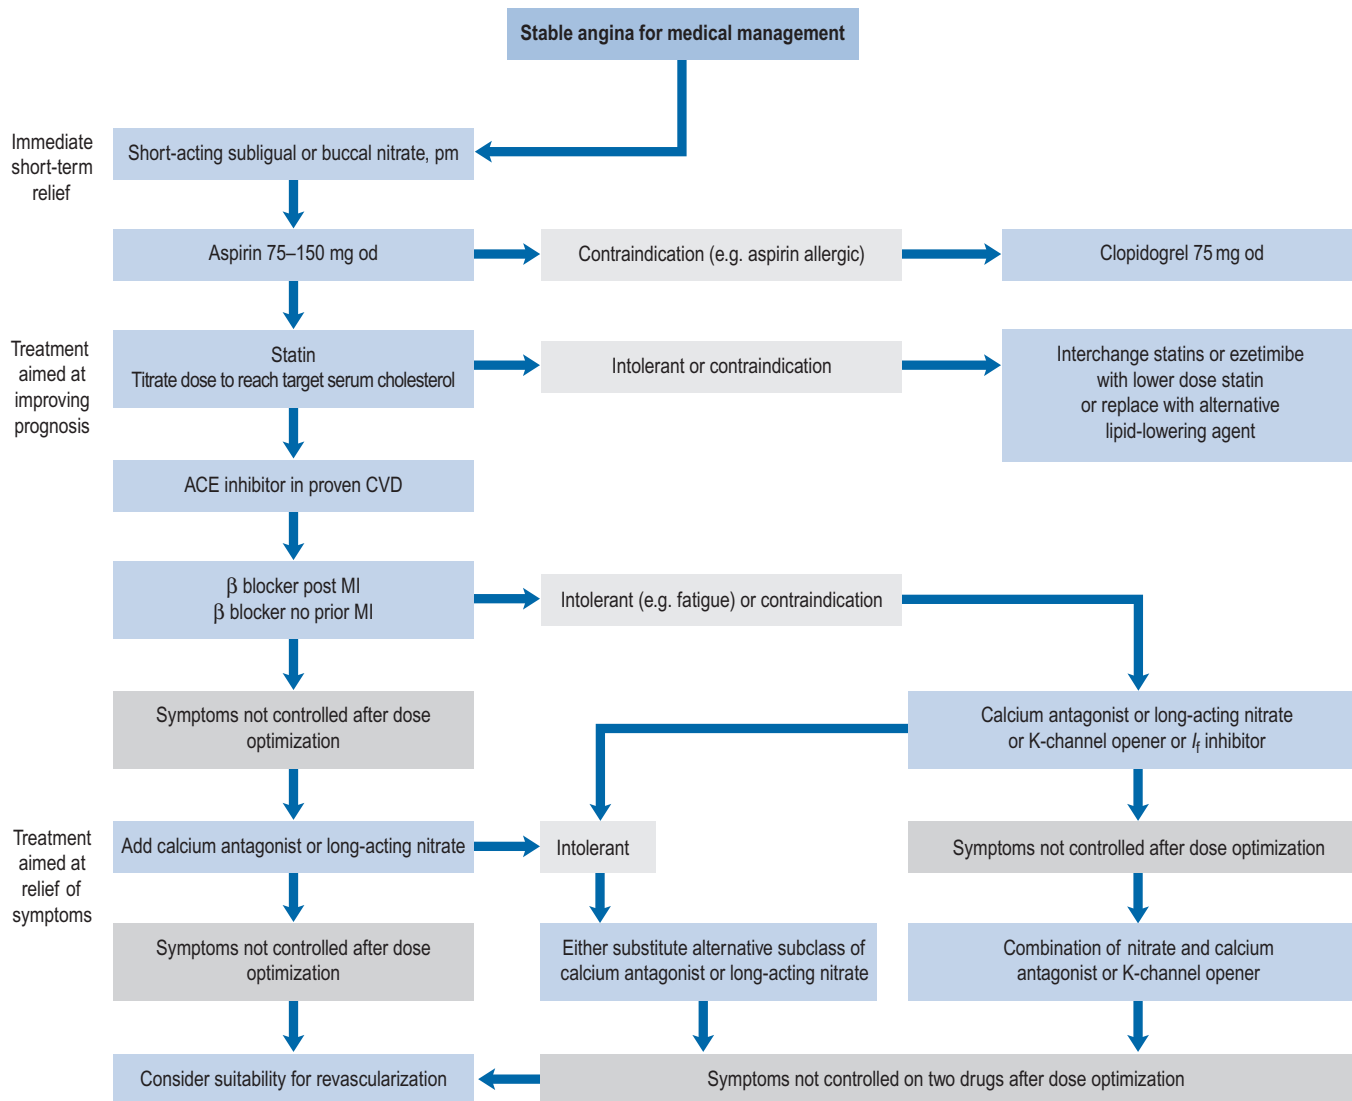 Stable angina for medical management
Immediate
short-term
relief
Short-acting subligual or buccal nitrate, pm
Aspirin 75–150 mg od
Contraindication (e.g. aspirin allergic)
Clopidogrel 75 mg od
Treatment
aimed at
improving
prognosis
Statin
Titrate dose to reach target serum cholesterol
Intolerant or contraindication
Interchange statins or ezetimibe
with lower dose statin
or replace with alternative
lipid-lowering agent
ACE inhibitor in proven CVD
β blocker post MI
β blocker no prior MI
Intolerant (e.g. fatigue) or contraindication
Symptoms not controlled after dose
optimization
Calcium antagonist or long-acting nitrate
or K-channel opener or If inhibitor
Treatment
aimed at
relief of
symptoms
Add calcium antagonist or long-acting nitrate
Intolerant
Symptoms not controlled after dose optimization
Symptoms not controlled after dose
optimization
Either substitute alternative subclass of
calcium antagonist or long-acting nitrate
Combination of nitrate and calcium
antagonist or K-channel opener
Consider suitability for revascularization
Symptoms not controlled on two drugs after dose optimization